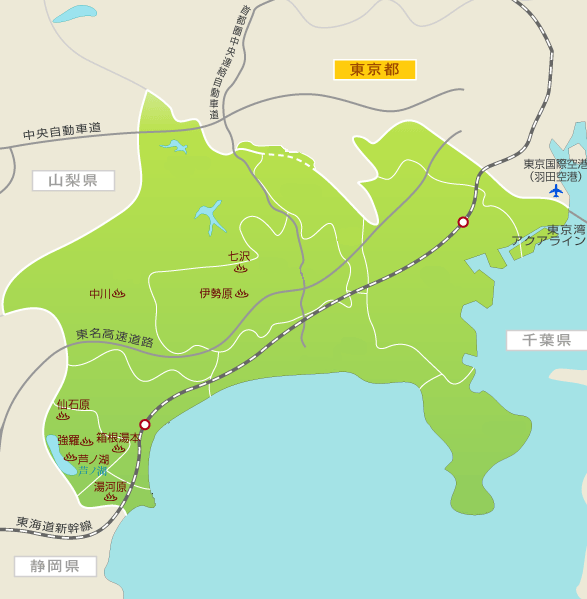 首都圏中央連絡自動車道
東京都
中央自動車道
東京国際空港
(羽田空港)
山梨県
東京湾
アクアライン
七沢
中川
伊勢原
東名高速道路
千葉県
仙石原
強羅
箱根湯本
芦ノ湖
芦ノ湖
湯河原
東海道新幹線
静岡県